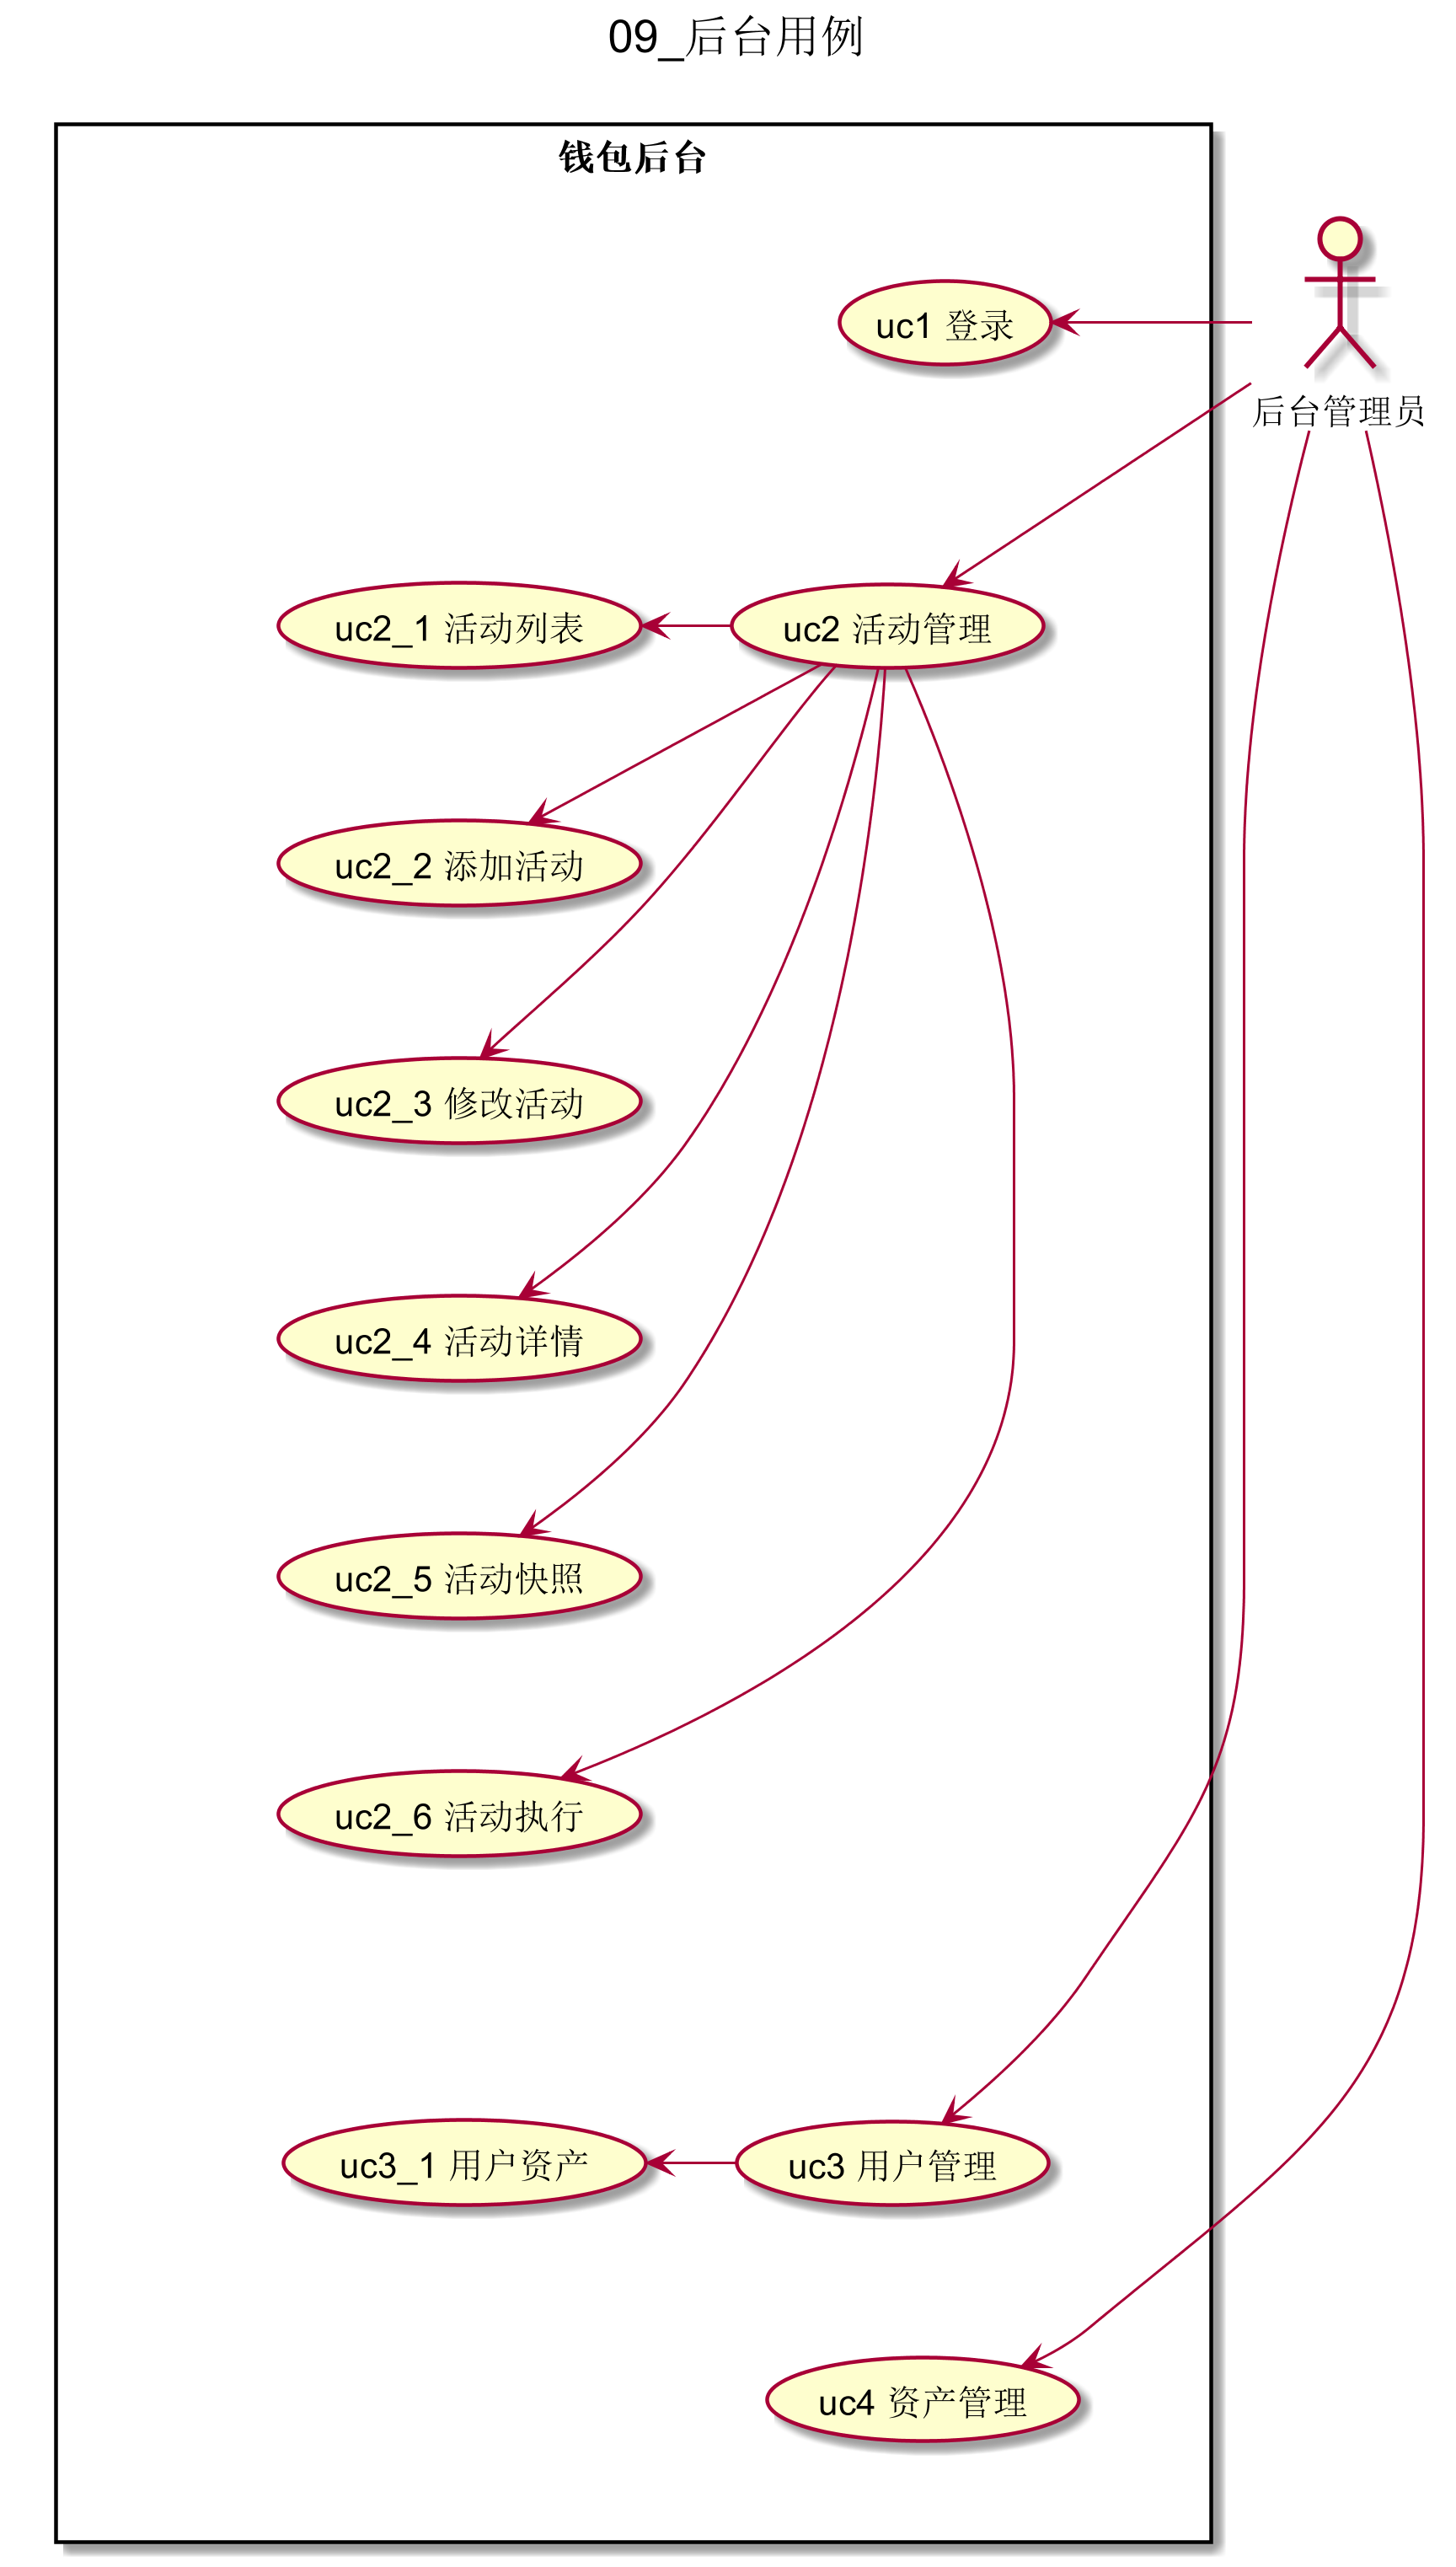 09_后台用例
钱包后台
uc1 登录
后台管理员
uc2_1 活动列表
uc2 活动管理
uc2_2 添加活动
uc2_3 修改活动
uc2_4 活动详情
uc2_5 活动快照
uc2_6 活动执行
uc3_1 用户资产
uc3 用户管理
uc4 资产管理